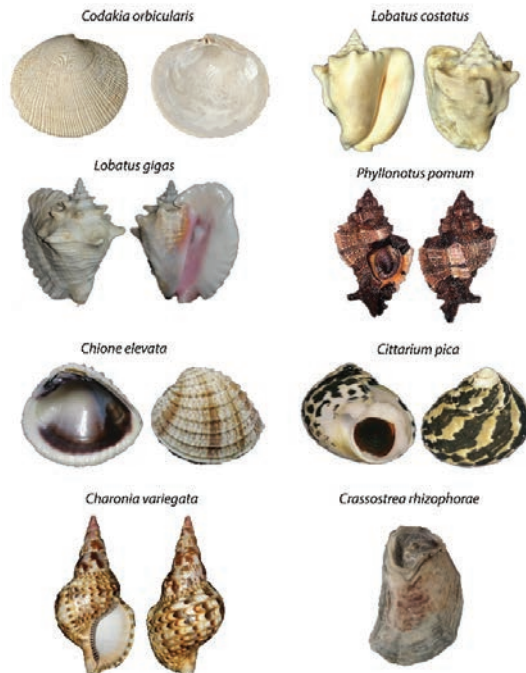 Codakia orbicularis
Lobatus costatus
Lobatus gigas
Phyllonotus pomum
Chione elevata
Cittarium pica
Charonia variegata
Crassostrea rhizophorae